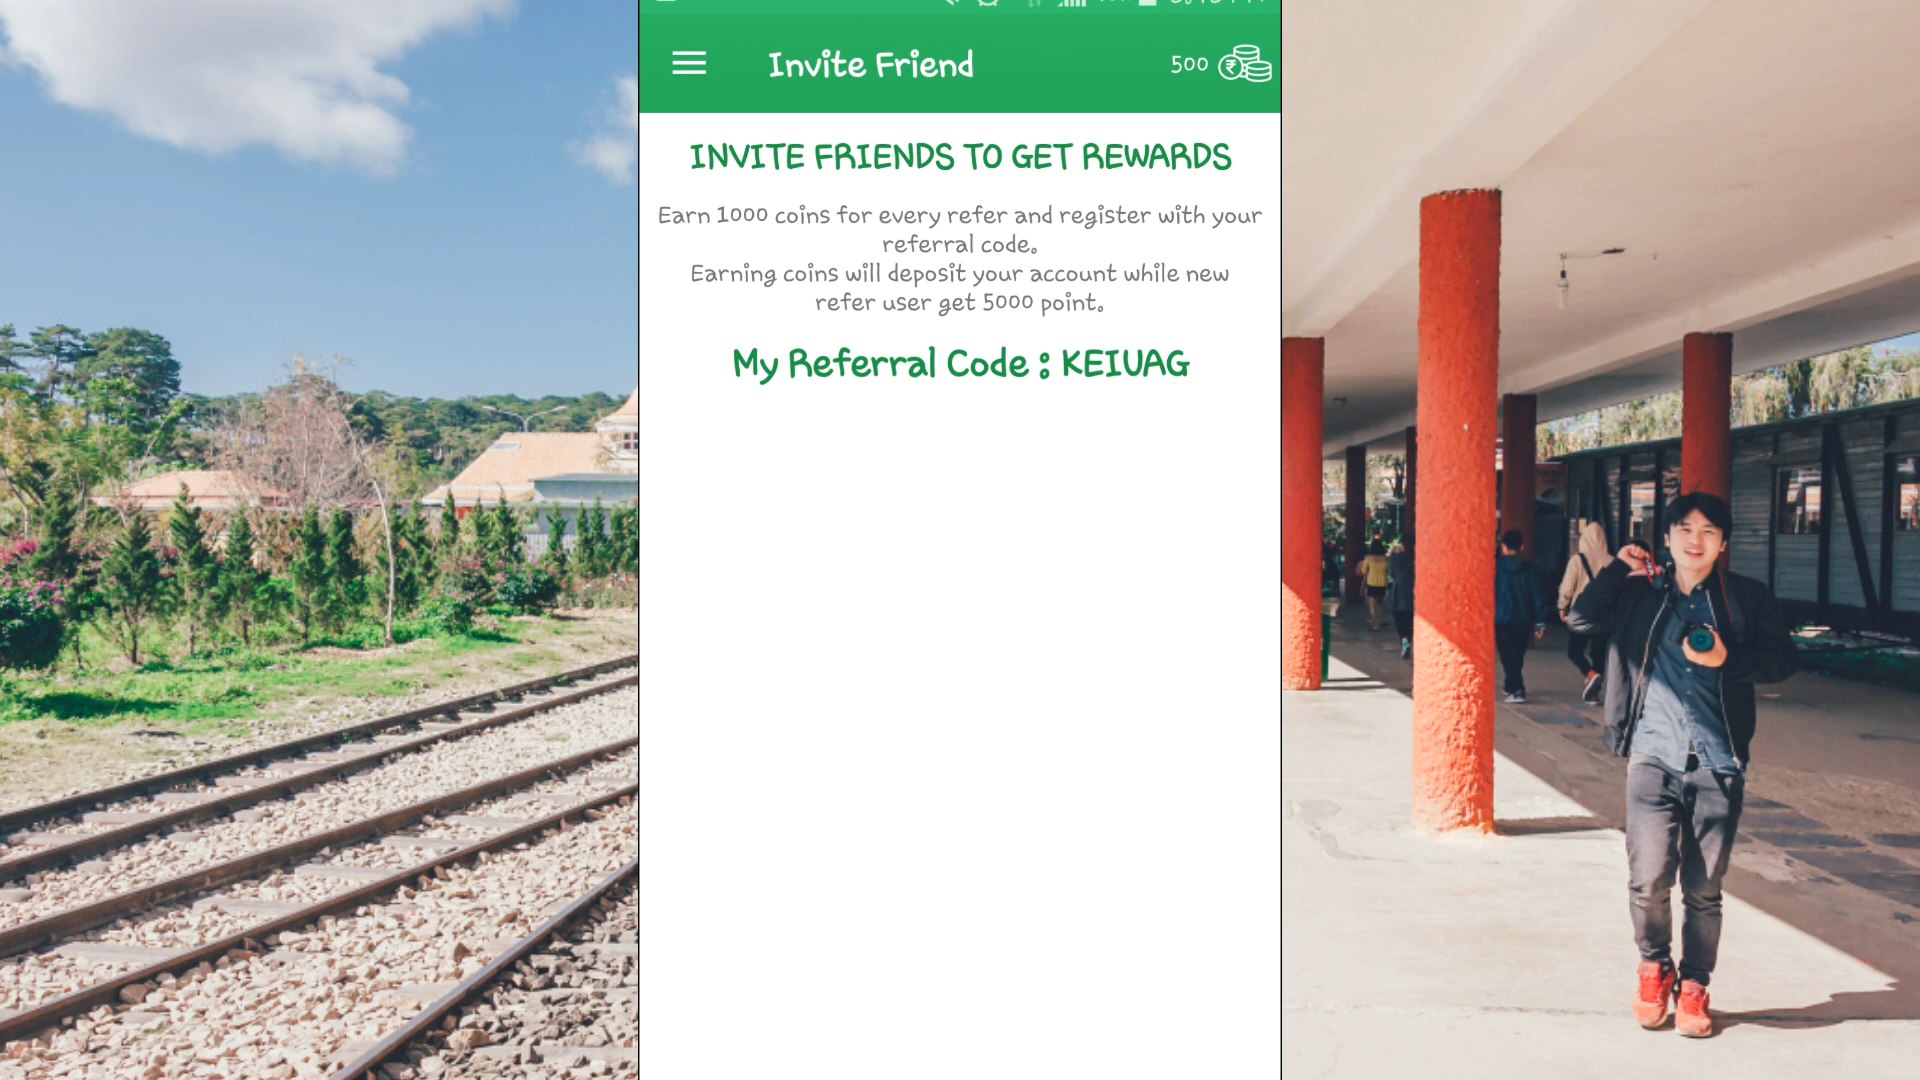 Invite Friend
500
INVITE FRIENDS TO GET REWARDS
Earn 1000 coins for every refer and register with your
referral code.
Earning coins will deposit your account while new
refer user get 5000 point.
My Referral Code : KEIUAG